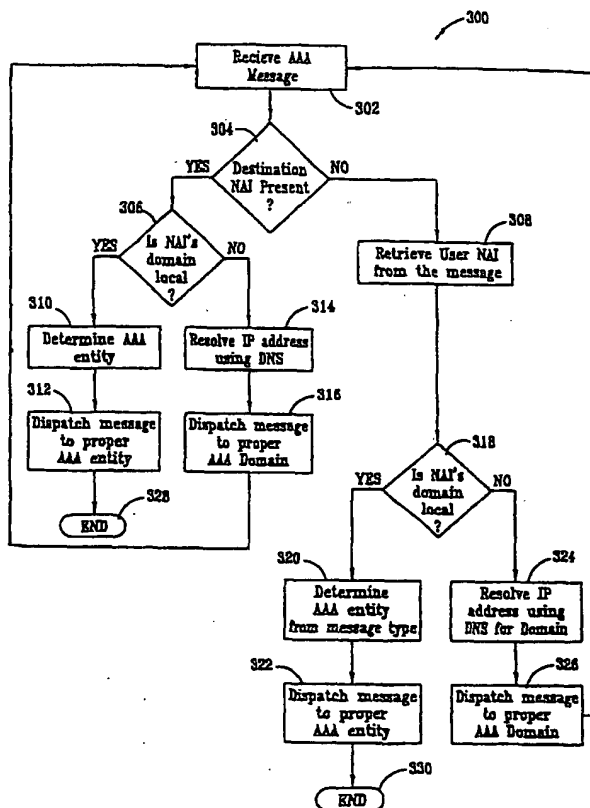 300
Recieve AAA
Message
302
304
Destination
NAI Present
?
YES
NO
306
Is NAI's
domain
local
?
YES
NO
308
Retrieve User NAI
from the message
310
Determine AAA
entity
314
Resolve IP address
using DNS
312
Dispatch message
to proper
AAA entity
316
Dispatch message
to proper
AAA Domain
328
END
318
Is NAI's
domain local
?
YES
NO
320
Determine
AAA entity
from message type
324
Resolve IP
address using
DNS for Domain
322
Dispatch message
to proper
AAA entity
326
Dispatch message
to proper
AAA Domain
330
END